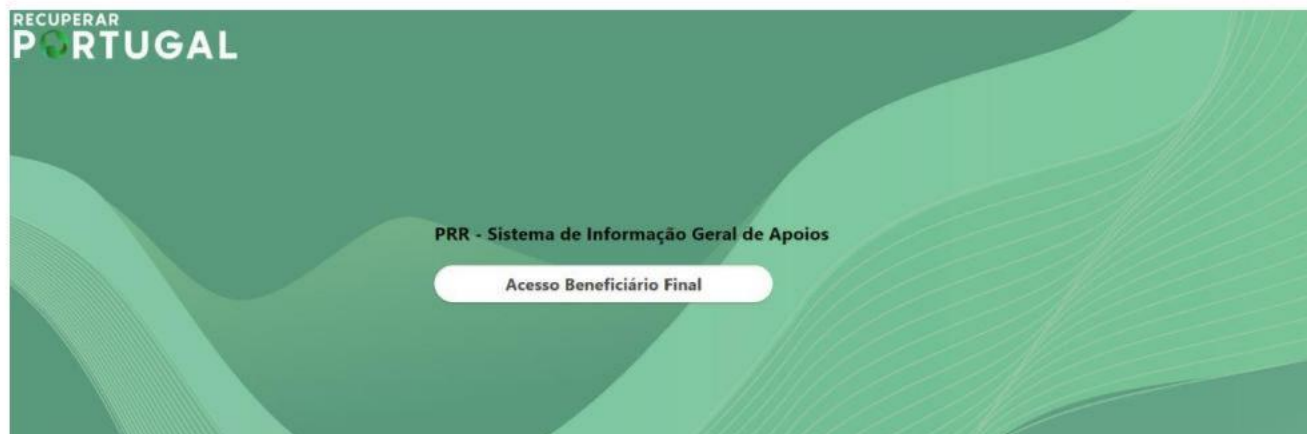 RECUPERAR
PORTUGAL
PRR - Sistema de Informação Geral de Apoios
Acesso Beneficiário Final